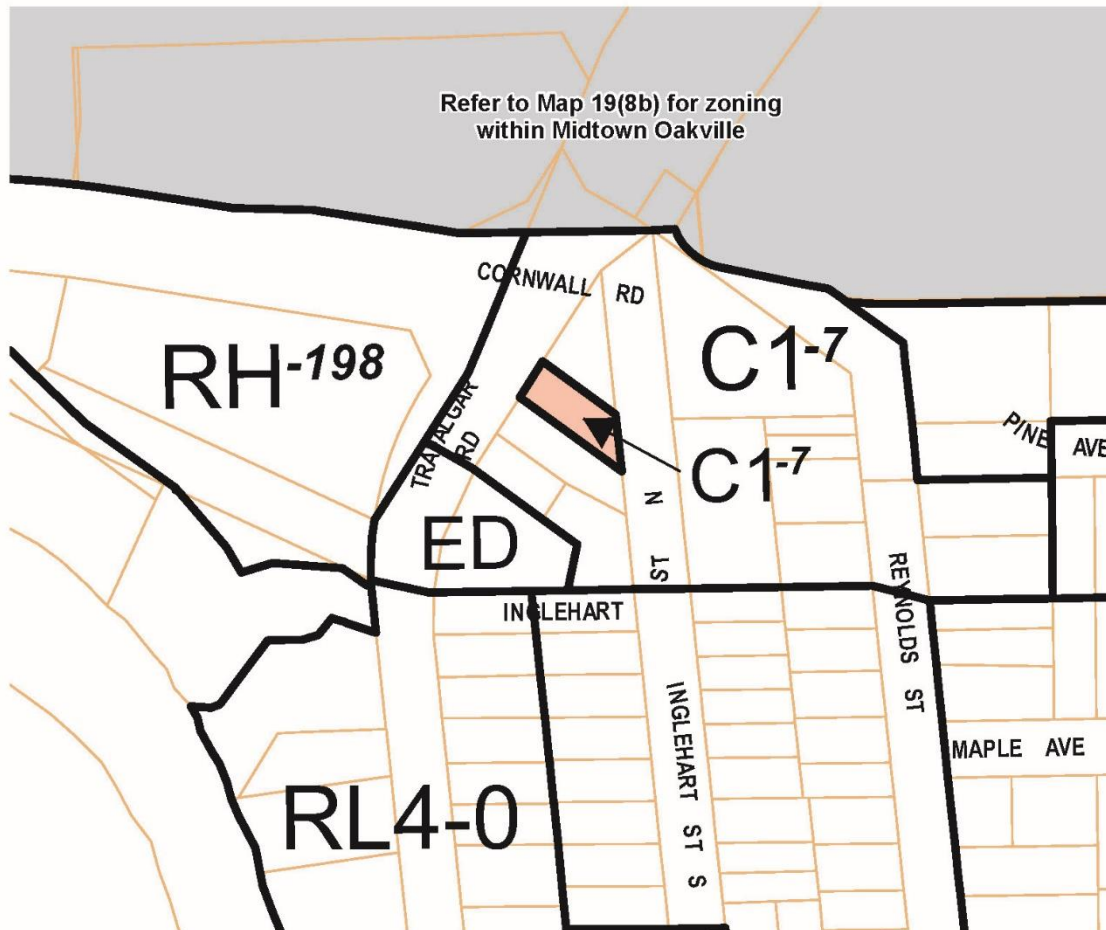 Refer to Map 19(8b) for zoning
within Midtown Oakville
CORNWALL RD
C1-7
RH-198
TRAFALGAR
RD
PINE
AVE
C1-7
ED
N
ST
INGLEHART
REYNOLDS ST
INGLEHART ST S
MAPLE AVE
RL4-0